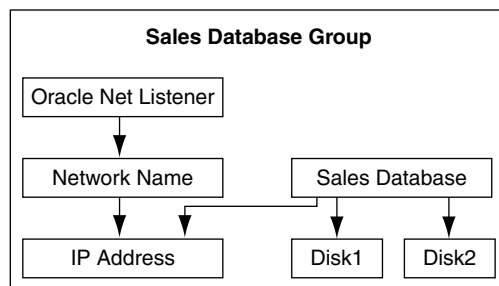 Sales Database Group
Oracle Net Listener
Network Name
Sales Database
IP Address
Disk1
Disk2